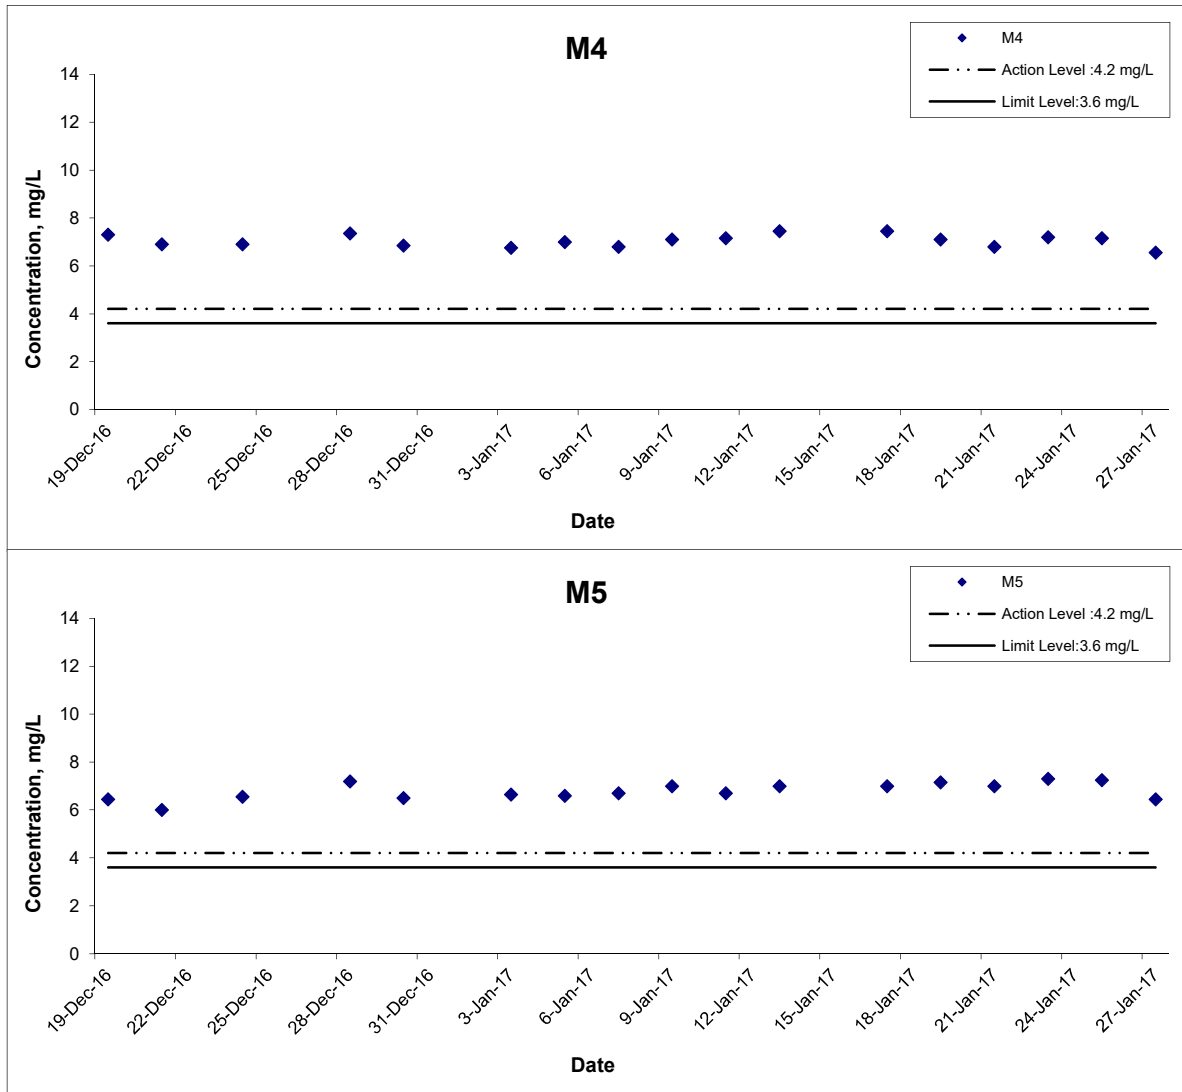 M4
M4
Action Level :4.2 mg/L
Limit Level:3.6 mg/L
Concentration, mg/L
14
12
10
8
6
4
2
0
19-Dec-16
22-Dec-16
25-Dec-16
28-Dec-16
31-Dec-16
3-Jan-17
6-Jan-17
9-Jan-17
12-Jan-17
15-Jan-17
18-Jan-17
21-Jan-17
24-Jan-17
27-Jan-17
Date
M5
M5
Action Level :4.2 mg/L
Limit Level:3.6 mg/L
Concentration, mg/L
14
12
10
8
6
4
2
0
19-Dec-16
22-Dec-16
25-Dec-16
28-Dec-16
31-Dec-16
3-Jan-17
6-Jan-17
9-Jan-17
12-Jan-17
15-Jan-17
18-Jan-17
21-Jan-17
24-Jan-17
27-Jan-17
Date